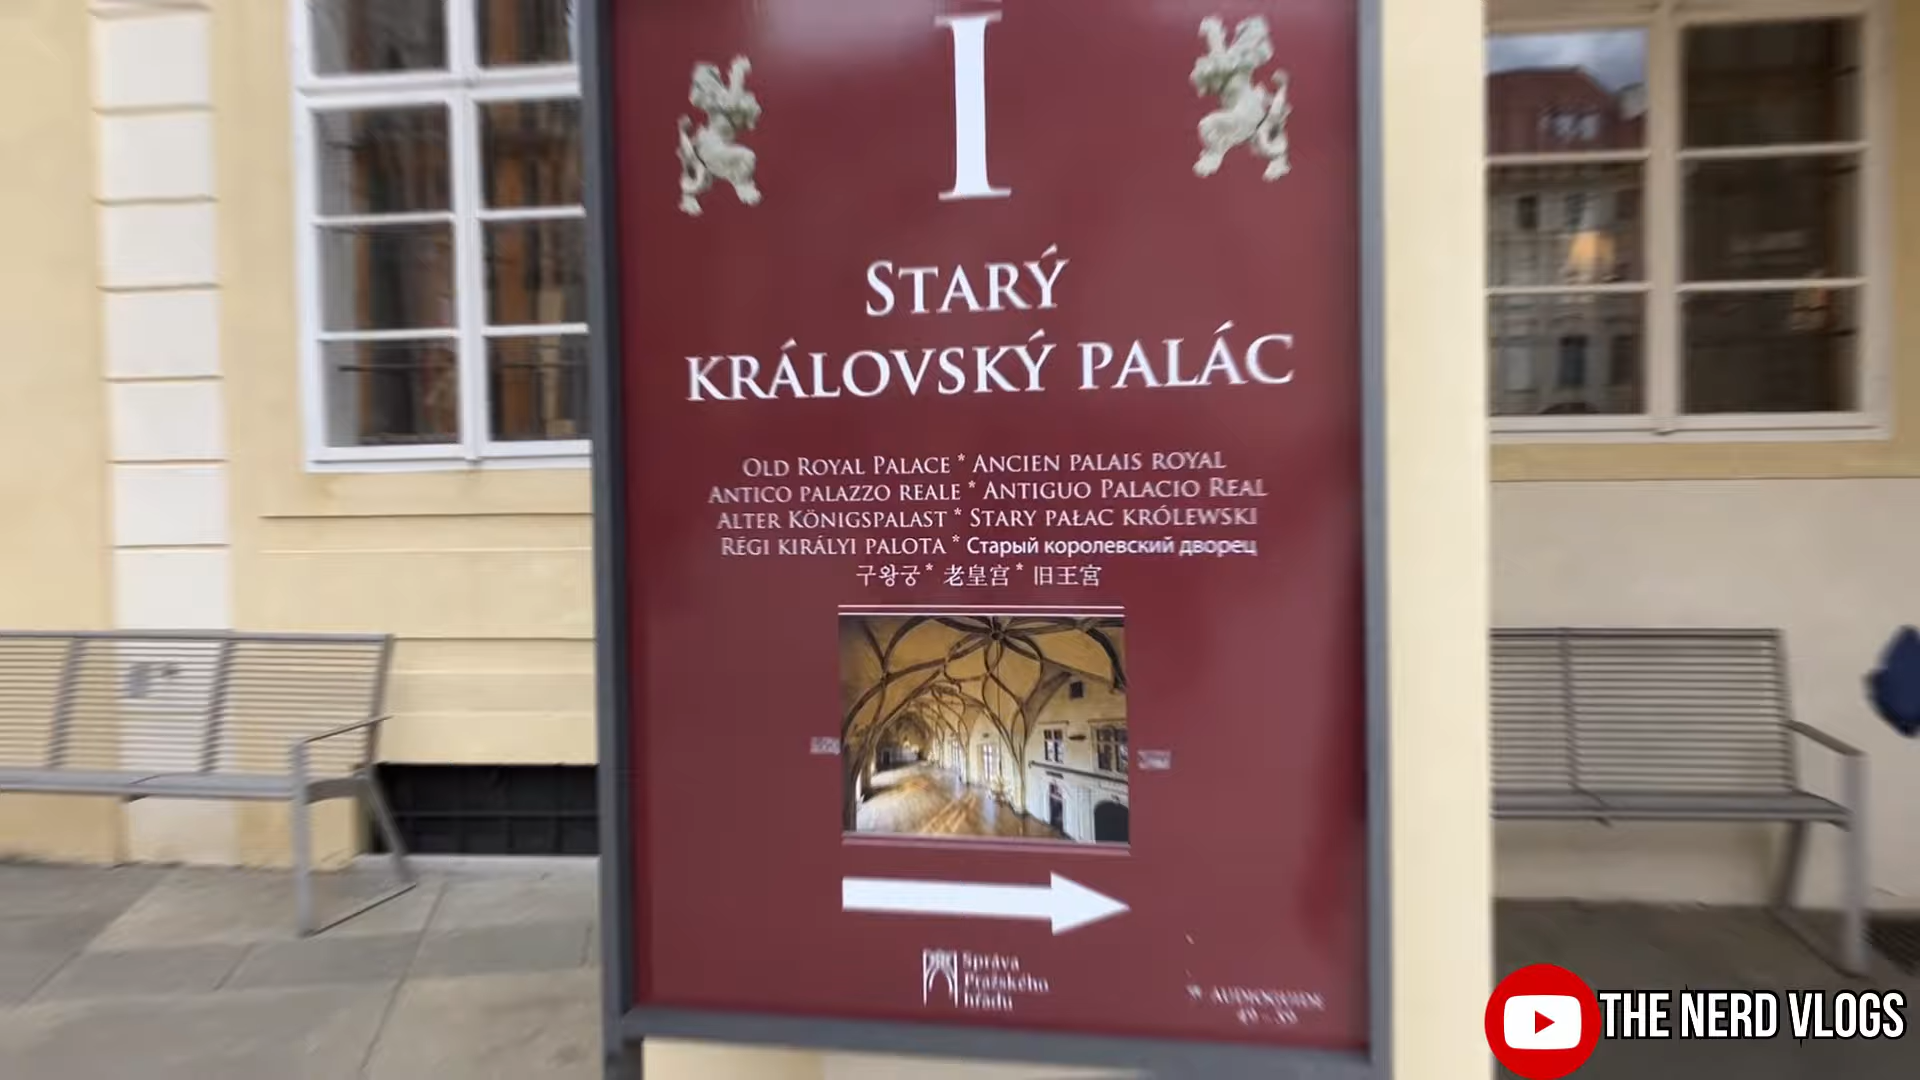 I
STARÝ
KRÁLOVSKÝ PALÁC
OLD ROYAL PALACE * ANCIEN PALAIS ROYAL
ANTICO PALAZZO REALE * ANTIGUO PALACIO REAL
ALTER KÖNIGSPALAST * STARY PAŁAC KRÓLEWSKI
RÉGI KIRÁLYI PALOTA * Старый королевский дворец
구왕궁 * 老皇宫 * 旧王宮
Správa
Pražského
hradu
AUDIOGUIDE
THE NERD VLOGS